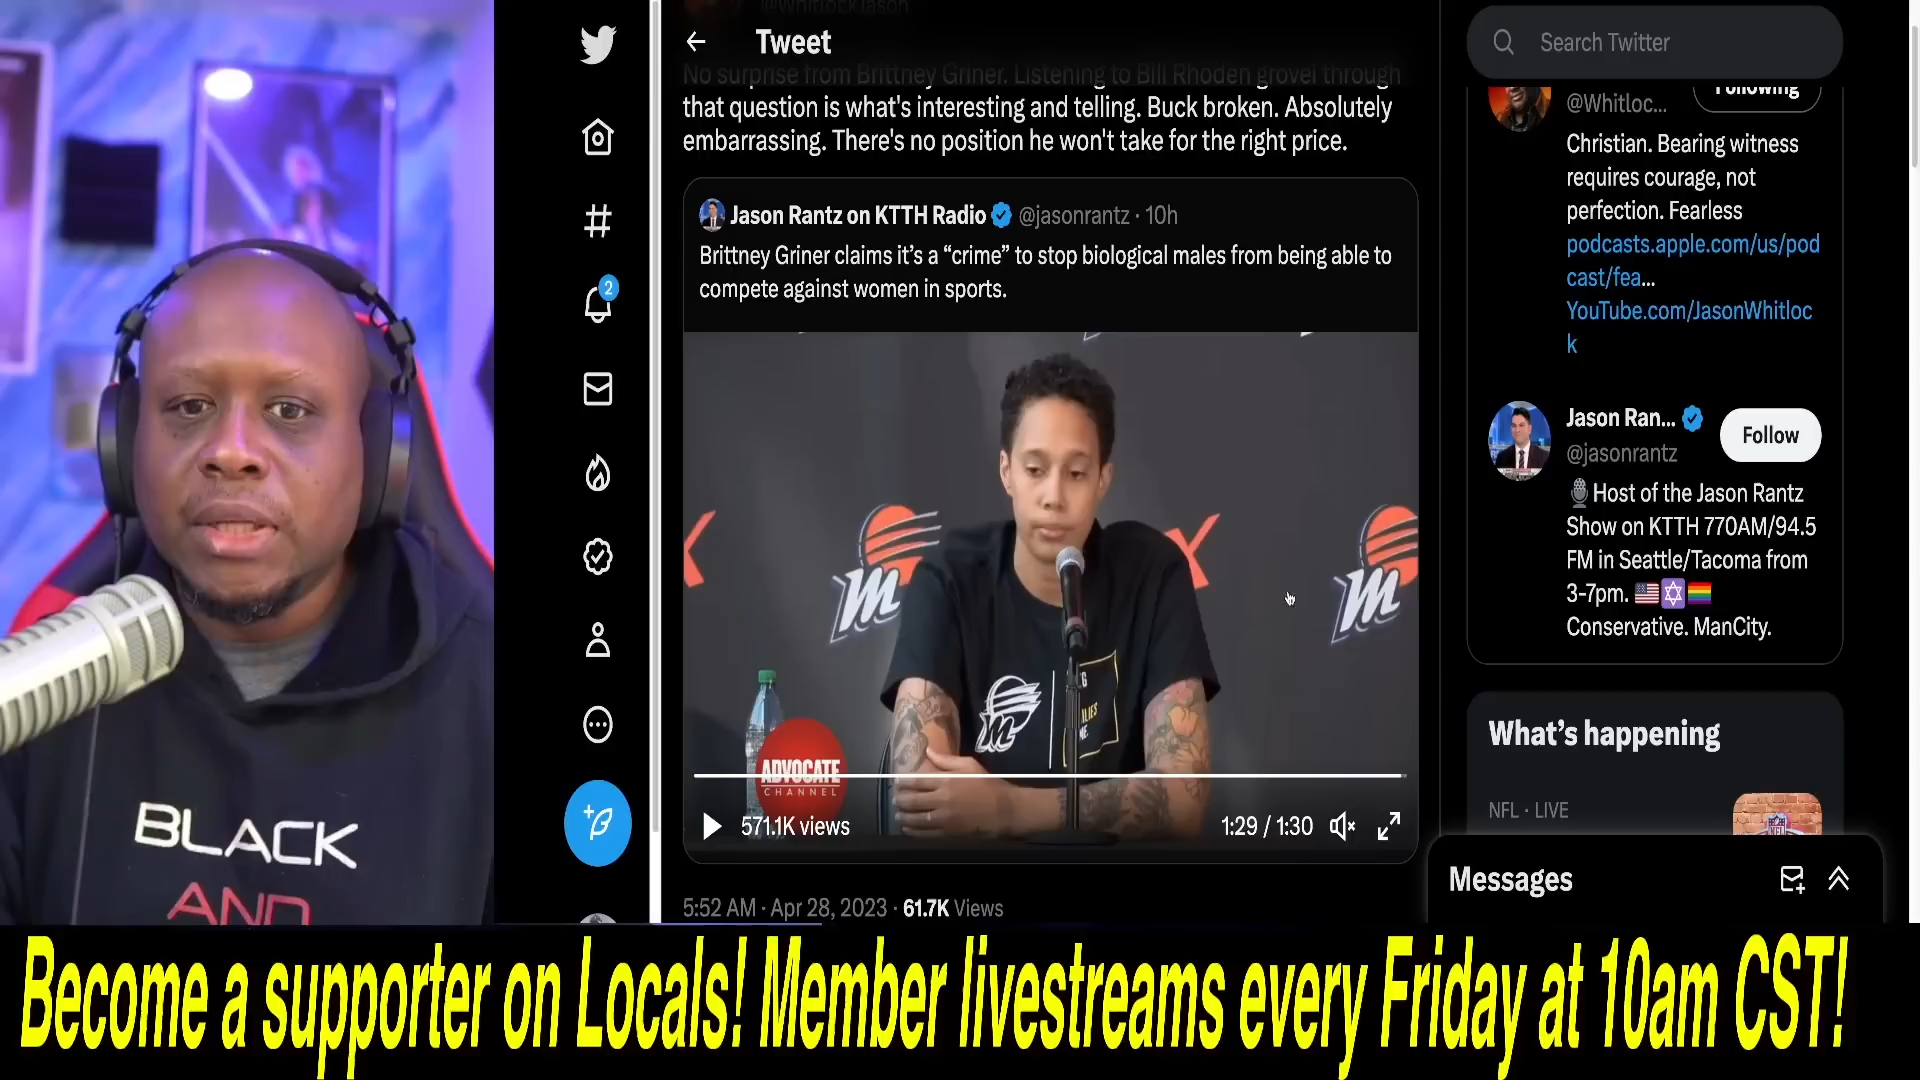 @WhitlockJason
Tweet
No surprise from Brittney Griner. Listening to Bill Rhoden grovel through
that question is what's interesting and telling. Buck broken. Absolutely
embarrassing. There's no position he won't take for the right price.
Jason Rantz on KTTH Radio @jasonrantz · 10h
Brittney Griner claims it's a “crime” to stop biological males from being able to
compete against women in sports.
ADVOCATE
CHANNEL
571.1K views
1:29 / 1:30
5:52 AM · Apr 28, 2023 · 61.7K Views
2
Search Twitter
Following
@Whitloc...
Christian. Bearing witness
requires courage, not
perfection. Fearless
podcasts.apple.com/us/pod
cast/fea...
YouTube.com/JasonWhitloc
k
Jason Ran...
Follow
@jasonrantz
Host of the Jason Rantz
Show on KTTH 770AM/94.5
FM in Seattle/Tacoma from
3-7pm.
Conservative. ManCity.
What's happening
NFL · LIVE
Messages
BLACK
AND
Become a supporter on Locals! Member livestreams every Friday at 10am CST!